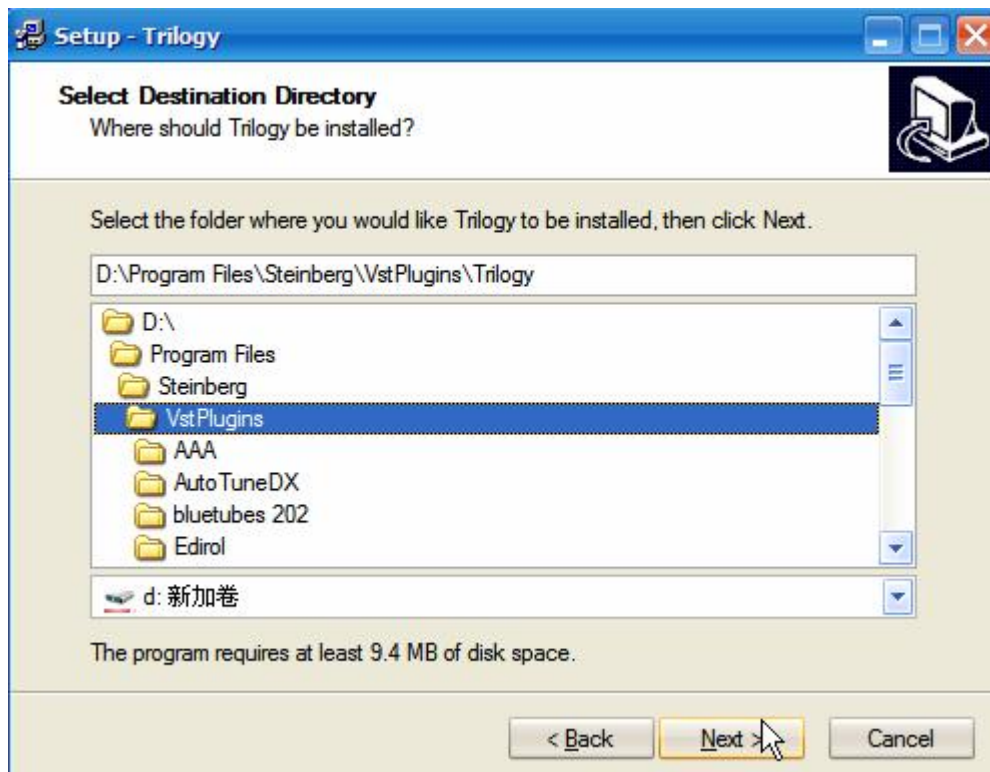 Setup - Trilogy
Select Destination Directory
Where should Trilogy be installed?
Select the folder where you would like Trilogy to be installed, then click Next.
D:\Program Files\Steinberg\VstPlugins\Trilogy
D:\
Program Files
Steinberg
VstPlugins
AAA
AutoTuneDX
bluetubes 202
Edirol
d: 新加卷
The program requires at least 9.4 MB of disk space.
< Back Next > Cancel